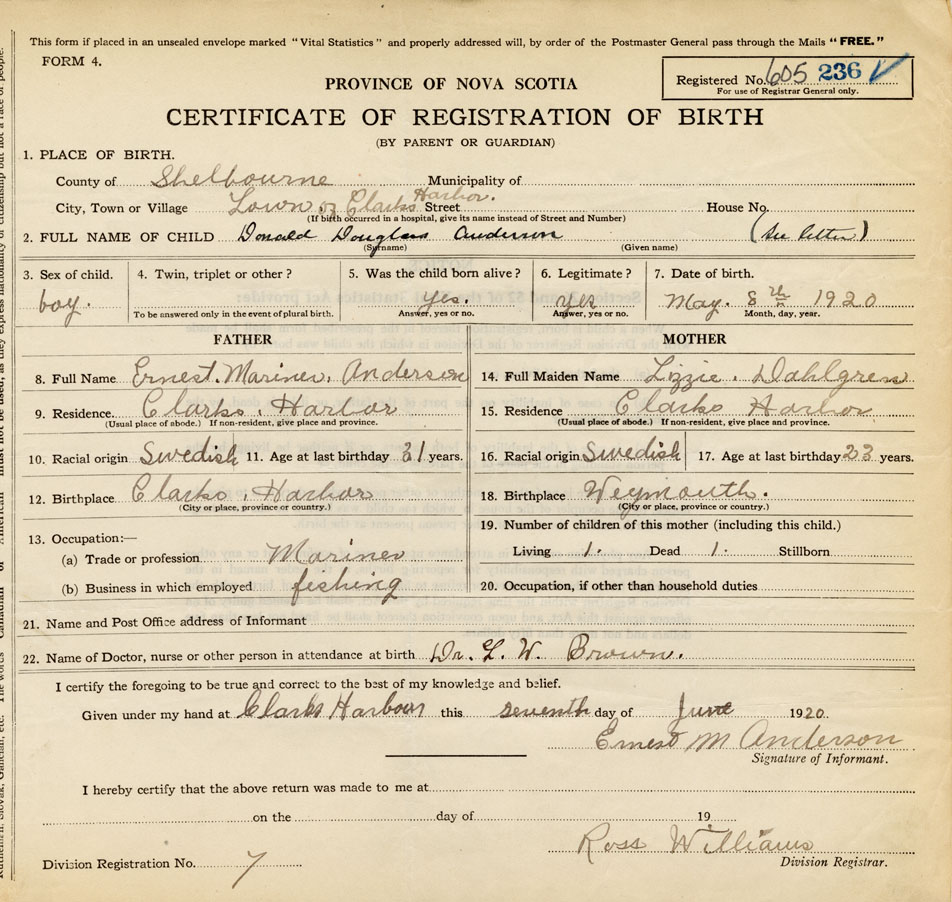 This form if placed in an unsealed envelope marked "Vital Statistics" and properly addressed will, by order of the Postmaster General pass through the Mails "FREE."
FORM 4.
Registered No. 605 236
For use of Registrar General only.
PROVINCE OF NOVA SCOTIA
CERTIFICATE OF REGISTRATION OF BIRTH
(BY PARENT OR GUARDIAN)
1. PLACE OF BIRTH.
County of Shelbourne Municipality of
City, Town or Village Town of Clarks Harbor. Street House No.
(If birth occurred in a hospital, give its name instead of Street and Number)
2. FULL NAME OF CHILD Donald Douglass Anderson (See letter)
(Surname) (Given name)
3. Sex of child. 4. Twin, triplet or other? 5. Was the child born alive? 6. Legitimate? 7. Date of birth.
boy. yes. yes May. 8th 1920
To be answered only in the event of plural birth. Answer, yes or no. Answer, yes or no. Month, day, year.
FATHER MOTHER
8. Full Name Ernest. Mariner. Anderson 14. Full Maiden Name Lizzie. Dahlgren
9. Residence Clarks. Harbor 15. Residence Clarks Harbor
(Usual place of abode.) If non-resident, give place and province. (Usual place of abode.) If non-resident, give place and province.
10. Racial origin Swedish 11. Age at last birthday 31 years. 16. Racial origin Swedish 17. Age at last birthday 23 years.
12. Birthplace Clarks. Harbor 18. Birthplace Weymouth.
(City or place, province or country.) (City or place, province or country.)
19. Number of children of this mother (including this child.)
13. Occupation:—
(a) Trade or profession Mariner Living 1. Dead 1. Stillborn
(b) Business in which employed fishing 20. Occupation, if other than household duties
21. Name and Post Office address of Informant
22. Name of Doctor, nurse or other person in attendance at birth Dr. L. W. Brown.
I certify the foregoing to be true and correct to the best of my knowledge and belief.
Given under my hand at Clarks Harbour this seventh day of June 1920.
Ernest M Anderson
Signature of Informant.
I hereby certify that the above return was made to me at
on the day of 19
Ross Williams
Division Registration No. 7 Division Registrar.